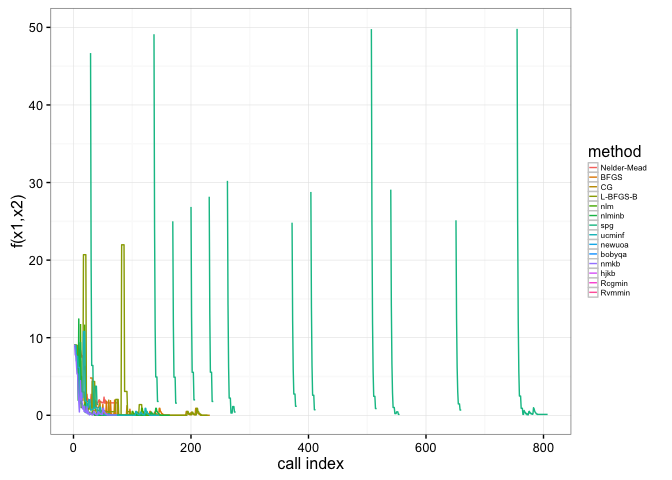 50
40
30
20
10
0
f(x1,x2)
0
200
400
600
800
call index
method
Nelder-Mead
BFGS
CG
L-BFGS-B
nlm
nlminb
spg
ucminf
newuoa
bobyqa
nmkb
hjkb
Rcgmin
Rvmmin